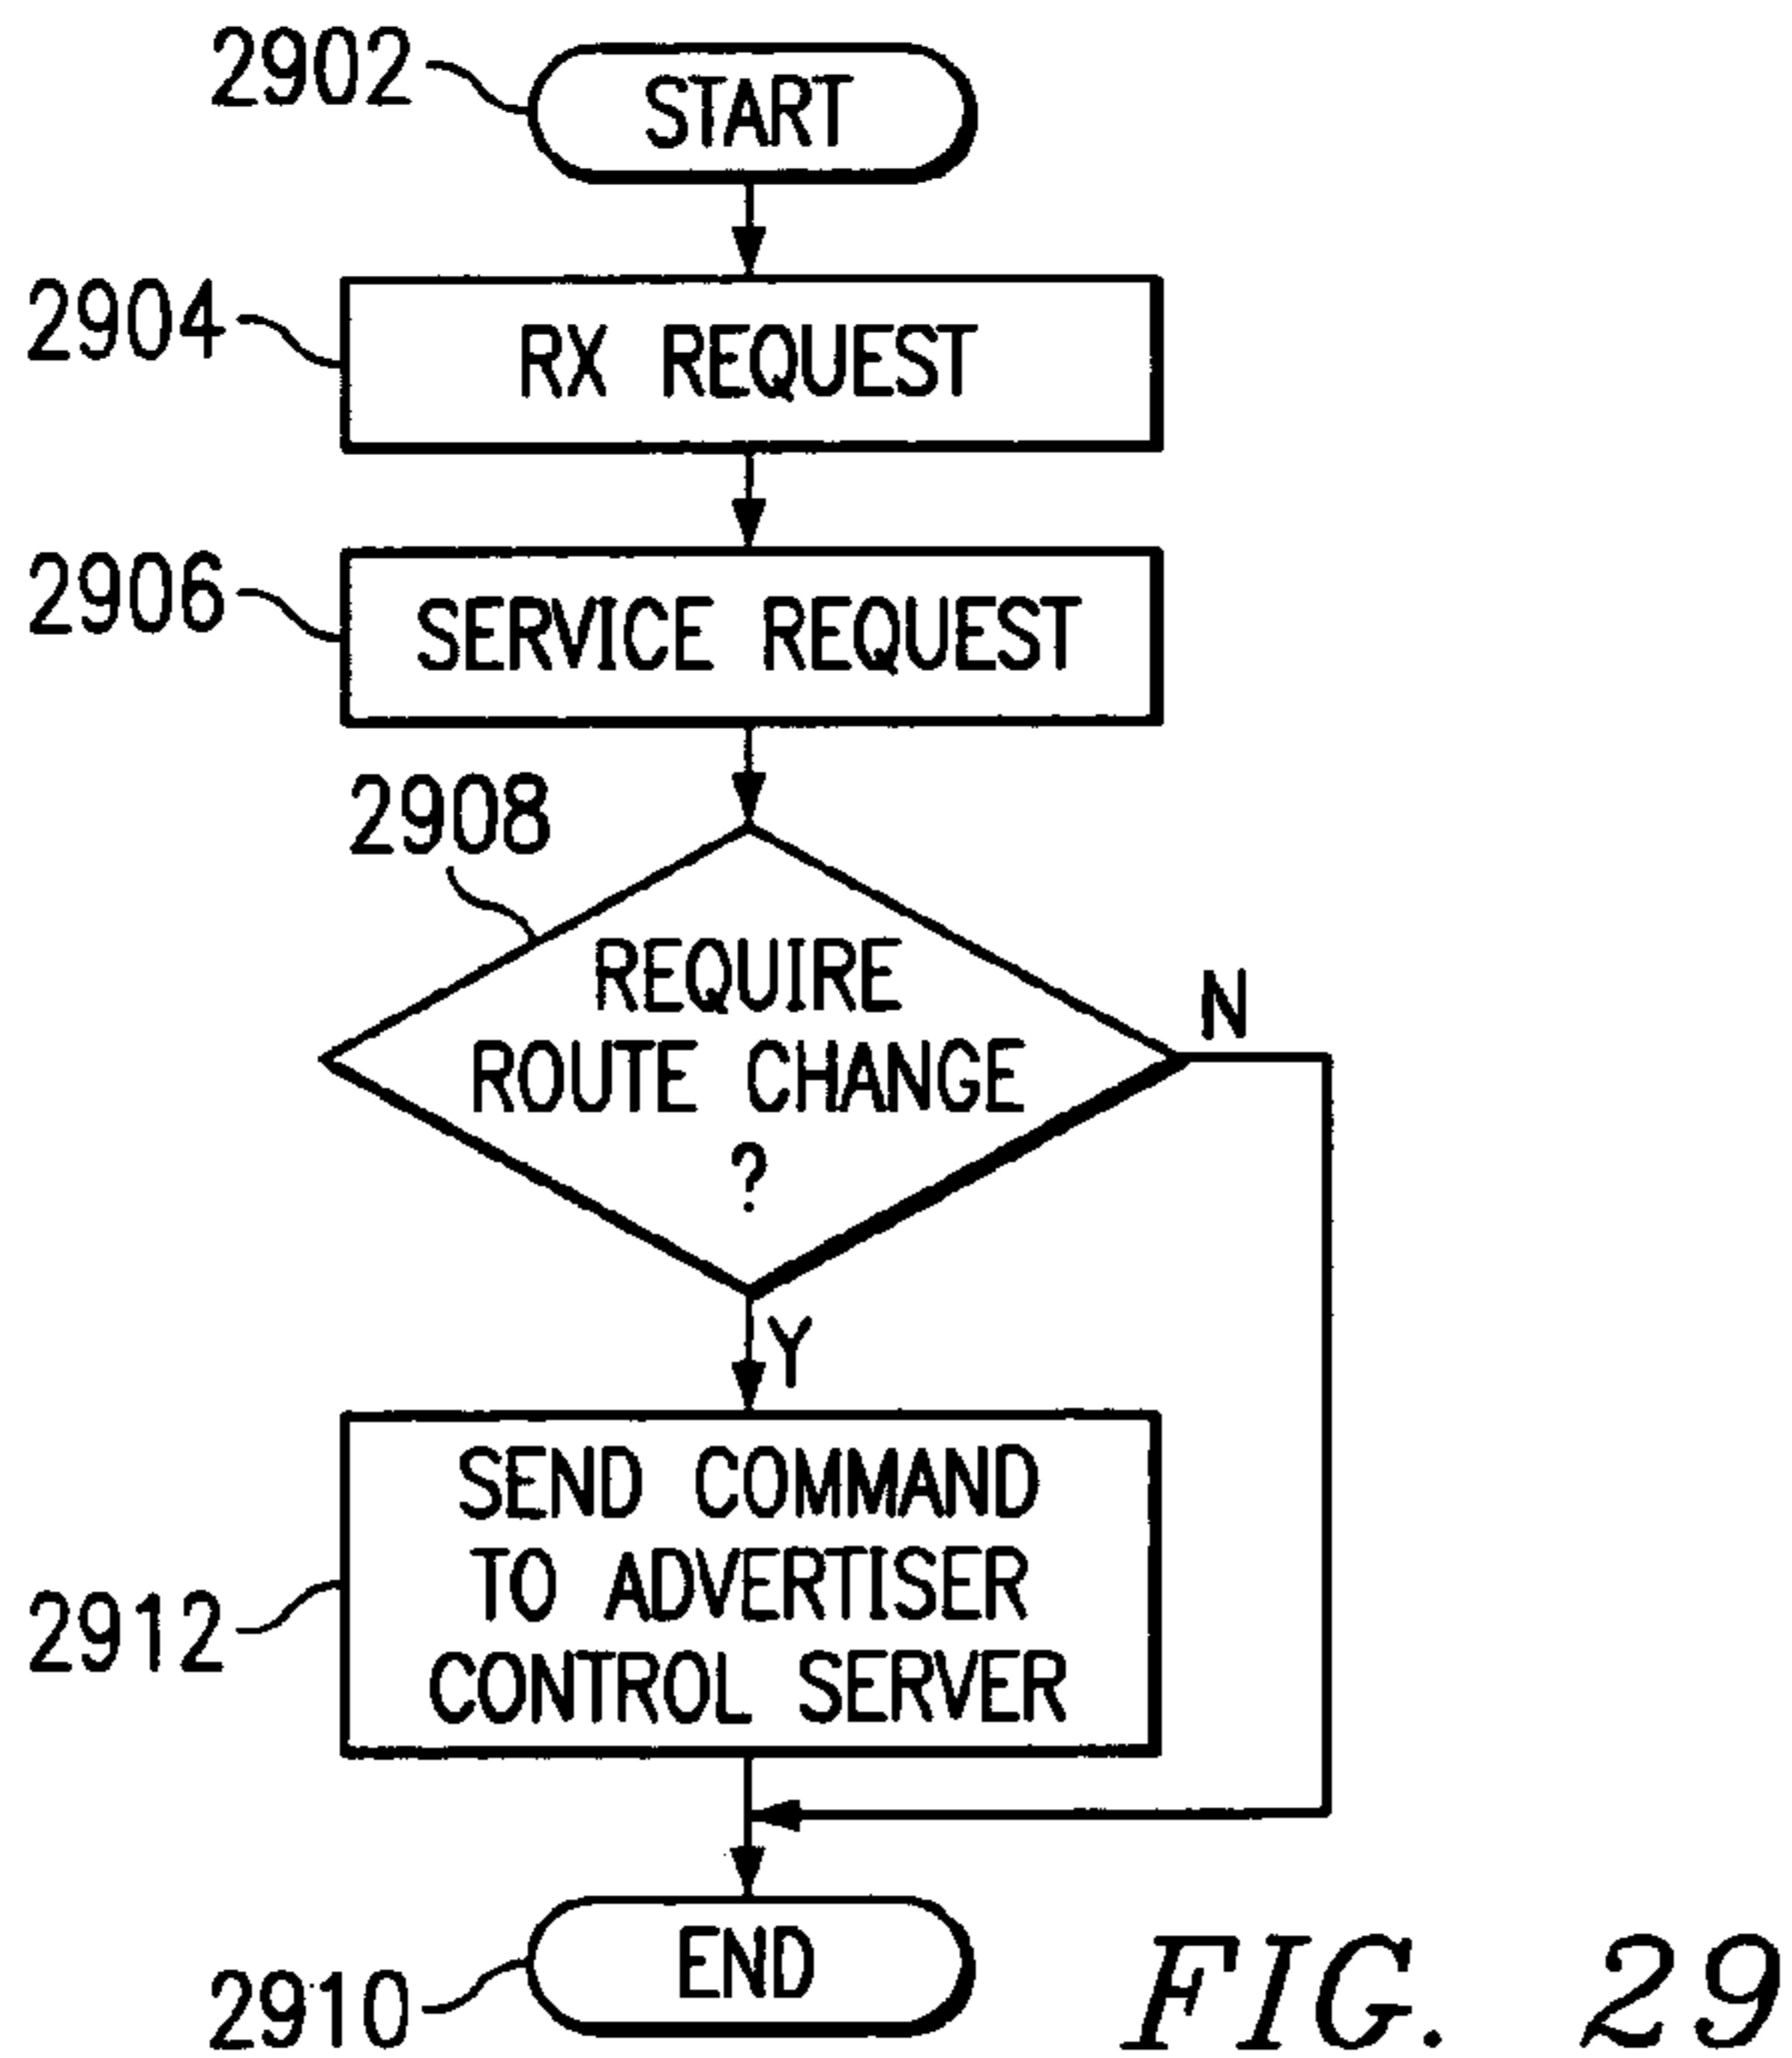 2902
START
2904
RX REQUEST
2906
SERVICE REQUEST
2908
REQUIRE
ROUTE CHANGE
?
N
Y
2912
SEND COMMAND
TO ADVERTISER
CONTROL SERVER
2910
END
FIG. 29